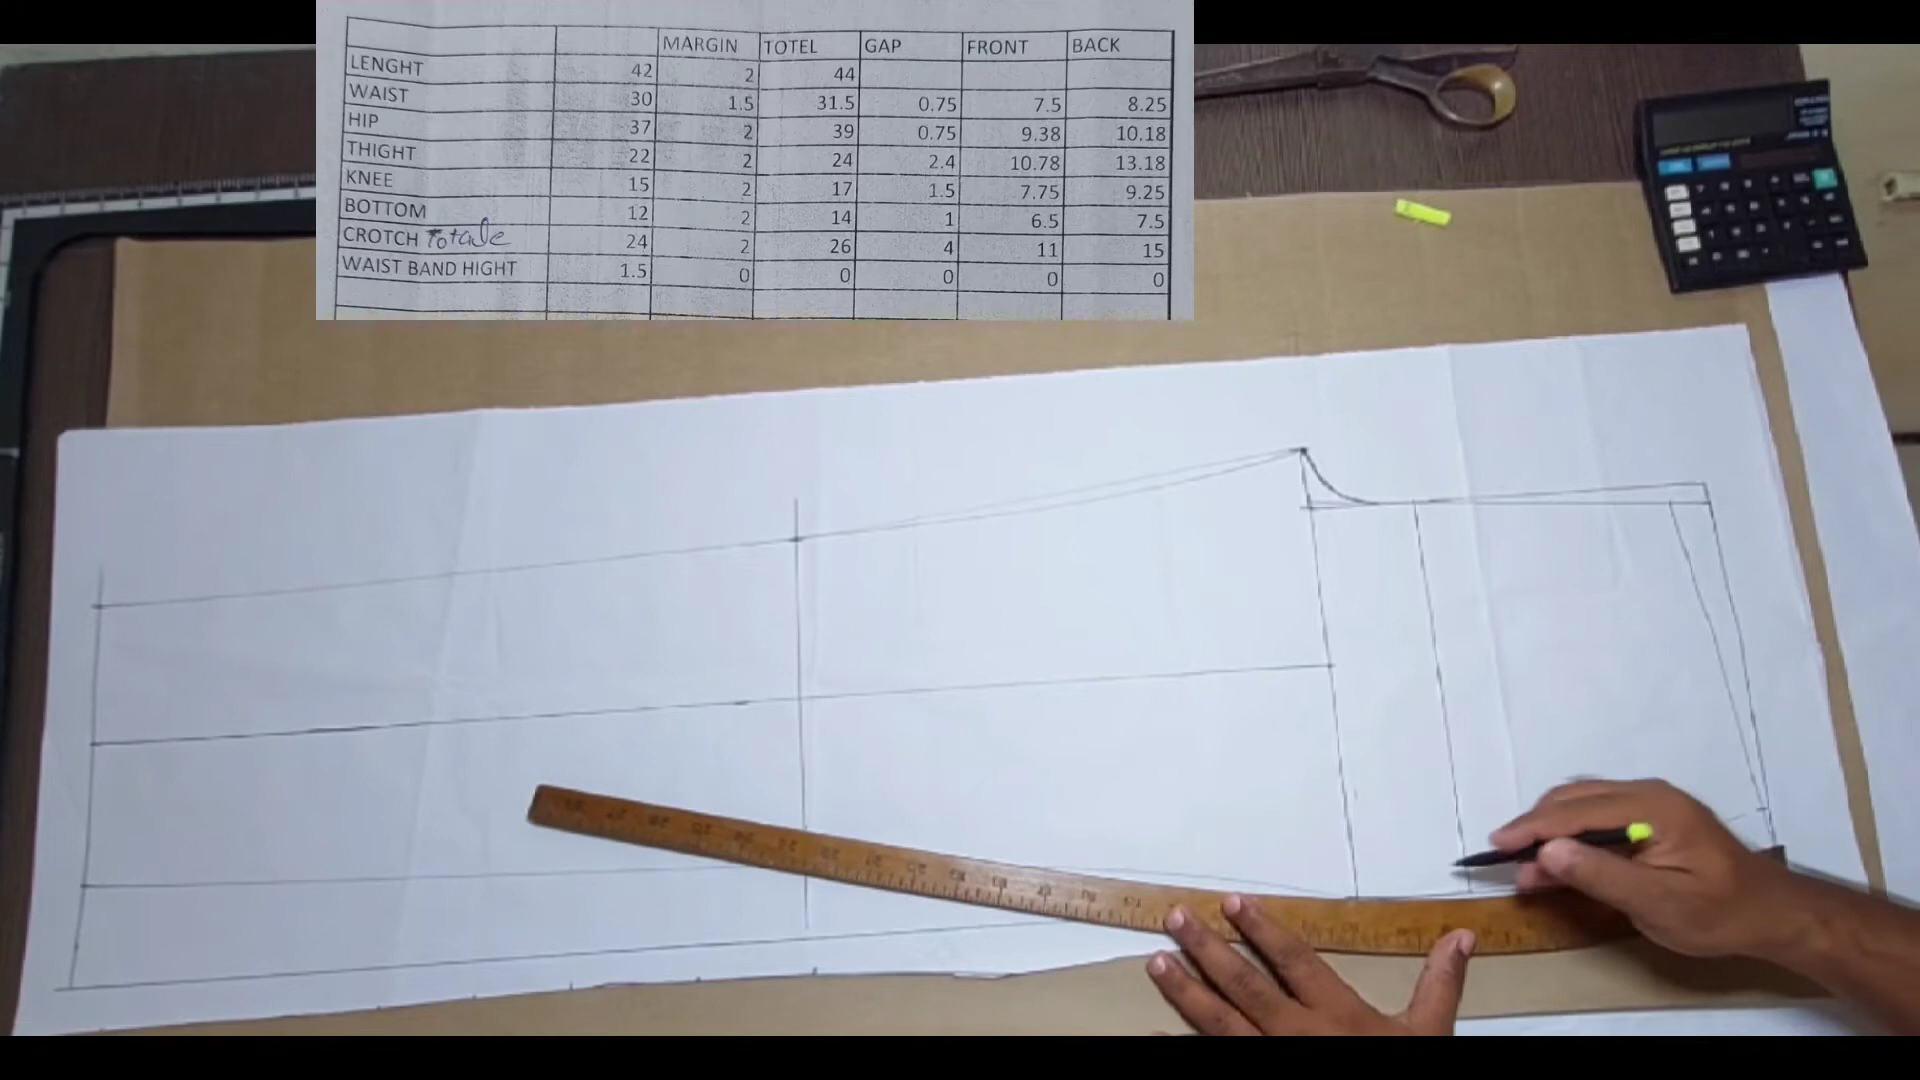 MARGIN TOTEL GAP FRONT BACK
LENGHT 42 2 44
WAIST 30 1.5 31.5 0.75 7.5 8.25
HIP 37 2 39 0.75 9.38 10.18
THIGHT 22 2 24 2.4 10.78 13.18
KNEE 15 2 17 1.5 7.75 9.25
BOTTOM 12 2 14 1 6.5 7.5
CROTCH Totale 24 2 26 4 11 15
WAIST BAND HIGHT 1.5 0 0 0 0 0